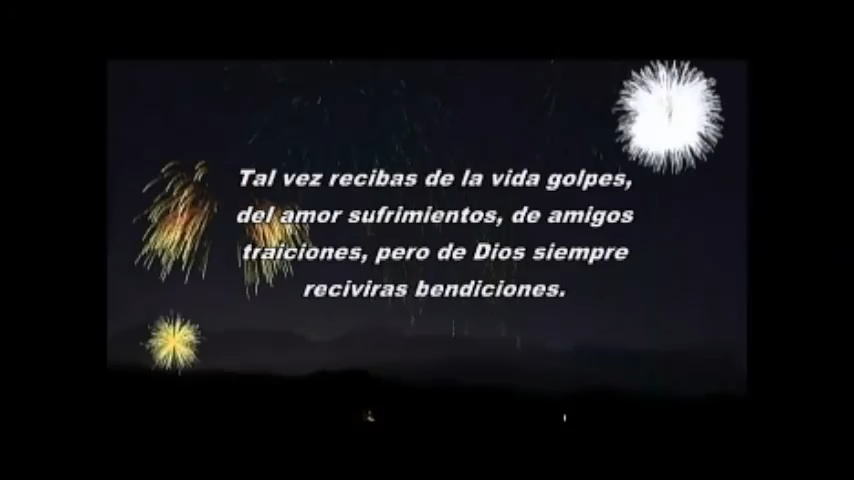 Tal vez recibas de la vida golpes,
del amor sufrimientos, de amigos
traiciones, pero de Dios siempre
reciviras bendiciones.